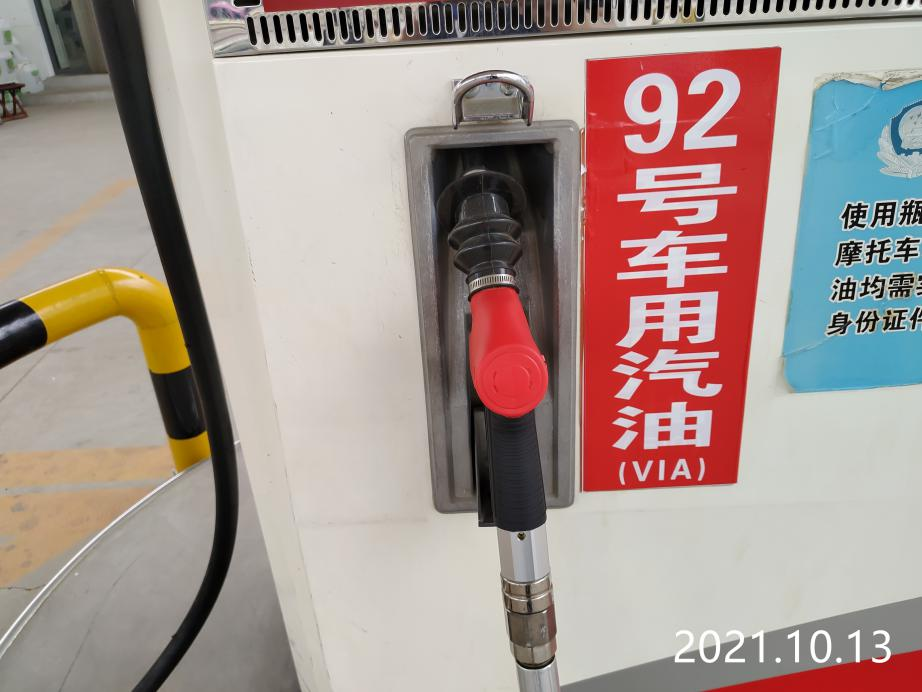 92
号
车
用
汽
油
(VIA)
使用瓶
摩托车
油均需
身份证件
2021.10.13